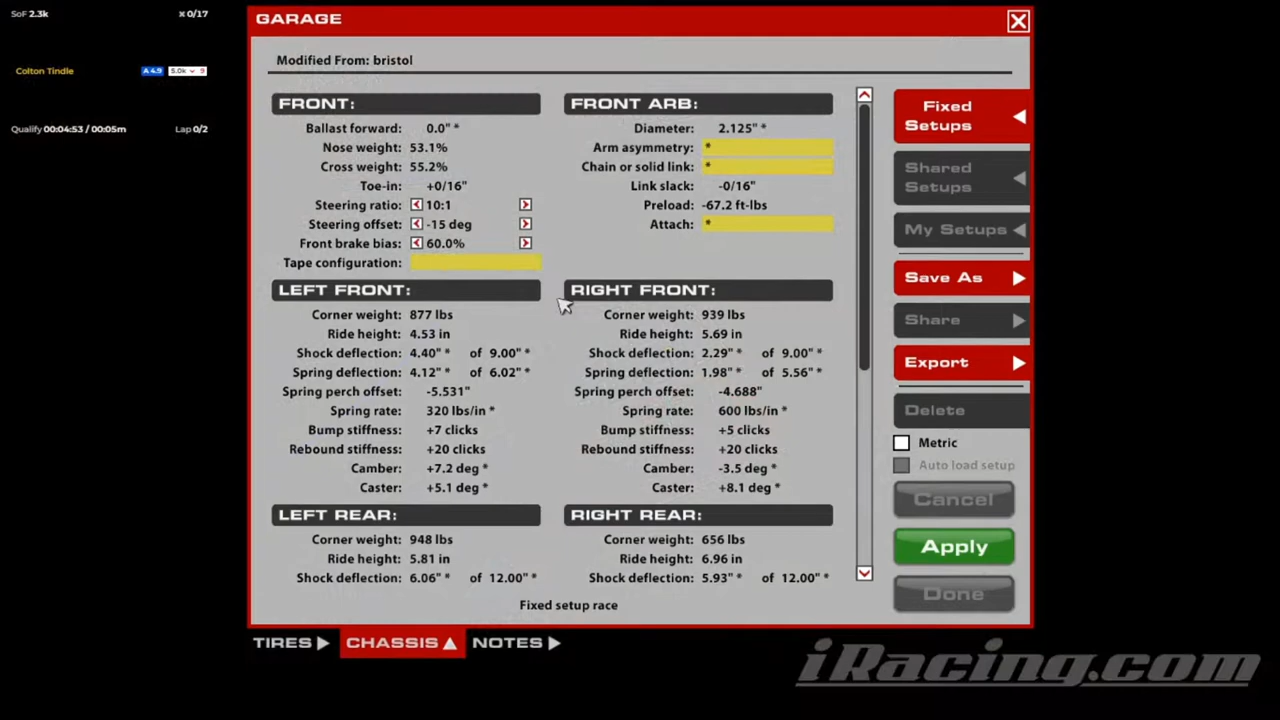 SoF 2.3k
0/17
Colton Tindle
A 4.9
5.0k 9
Qualify 00:04:53 / 00:05m
Lap 0/2
GARAGE
Modified From: bristol
FRONT:
Ballast forward: 0.0" *
Nose weight: 53.1%
Cross weight: 55.2%
Toe-in: +0/16"
Steering ratio: 10:1
Steering offset: -15 deg
Front brake bias: 60.0%
Tape configuration:
FRONT ARB:
Diameter: 2.125" *
Arm asymmetry: *
Chain or solid link: *
Link slack: -0/16"
Preload: -67.2 ft-lbs
Attach: *
LEFT FRONT:
Corner weight: 877 lbs
Ride height: 4.53 in
Shock deflection: 4.40" * of 9.00" *
Spring deflection: 4.12" * of 6.02" *
Spring perch offset: -5.531"
Spring rate: 320 lbs/in *
Bump stiffness: +7 clicks
Rebound stiffness: +20 clicks
Camber: +7.2 deg *
Caster: +5.1 deg *
RIGHT FRONT:
Corner weight: 939 lbs
Ride height: 5.69 in
Shock deflection: 2.29" * of 9.00" *
Spring deflection: 1.98" * of 5.56" *
Spring perch offset: -4.688"
Spring rate: 600 lbs/in *
Bump stiffness: +5 clicks
Rebound stiffness: +20 clicks
Camber: -3.5 deg *
Caster: +8.1 deg *
LEFT REAR:
Corner weight: 948 lbs
Ride height: 5.81 in
Shock deflection: 6.06" * of 12.00" *
RIGHT REAR:
Corner weight: 656 lbs
Ride height: 6.96 in
Shock deflection: 5.93" * of 12.00" *
Fixed setup race
Fixed
Setups
Shared
Setups
My Setups
Save As
Share
Export
Delete
Metric
Auto load setup
Cancel
Apply
Done
TIRES
CHASSIS
NOTES
iRacing.com